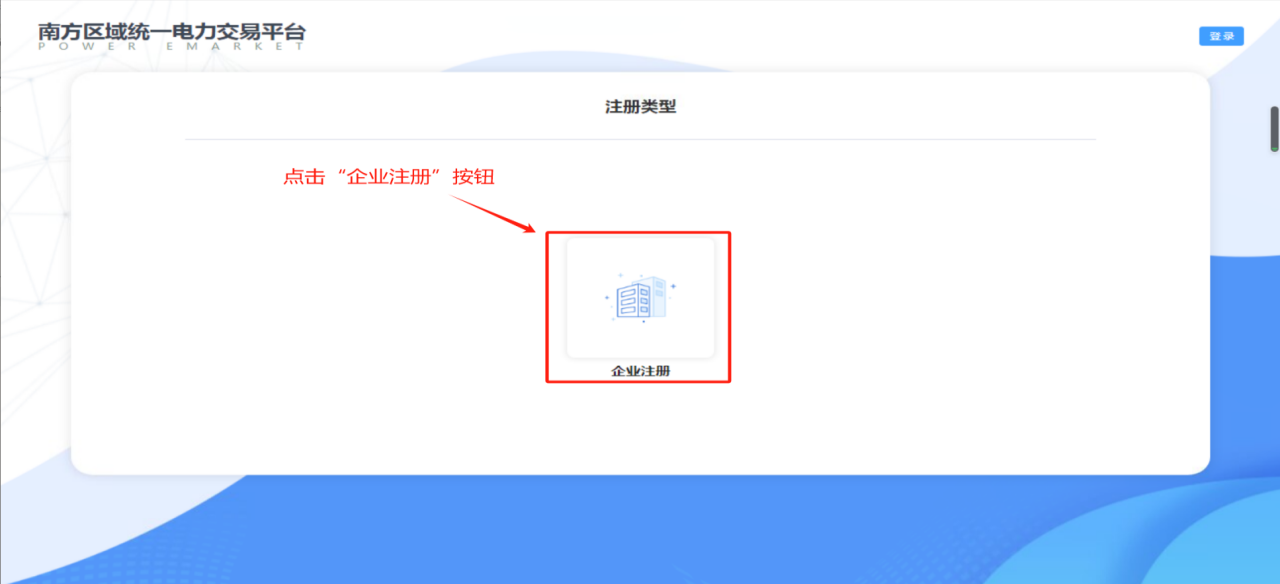 南方区域统一电力交易平台
POWER EMARKET
登录
注册类型
点击“企业注册”按钮
企业注册